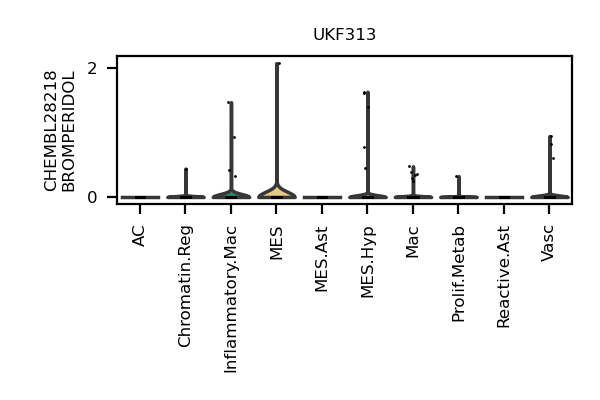 UKF313
CHEMBL28218
BROMPERIDOL
2
0
AC
Chromatin.Reg
Inflammatory.Mac
MES
MES.Ast
MES.Hyp
Mac
Prolif.Metab
Reactive.Ast
Vasc